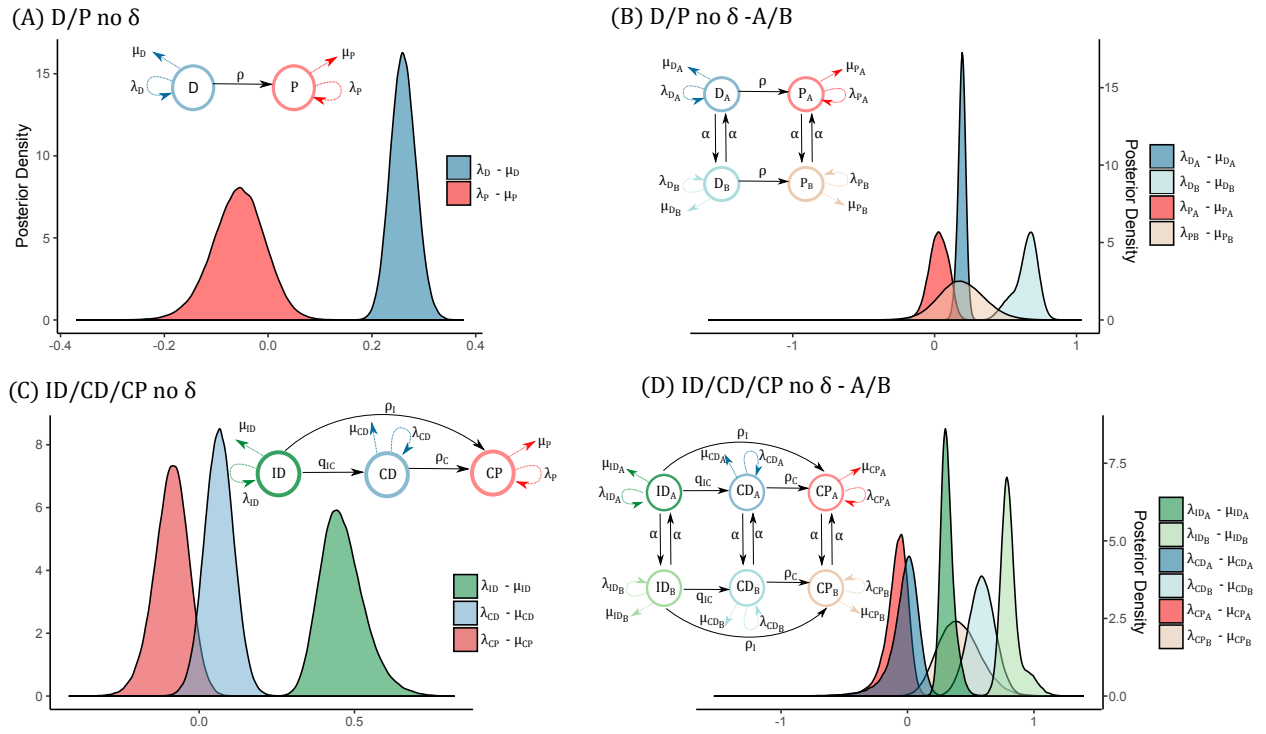 (A) D/P no δ
μD
λD
D
ρ
P
μP
λP
Posterior Density
15
10
5
0
-0.4
-0.2
0.0
0.2
0.4
λD - μD
λP - μP
(B) D/P no δ -A/B
μDA
λDA
DA
ρ
PA
μPA
λPA
α
α
α
α
λDB
μDB
DB
ρ
PB
λPB
μPB
Posterior Density
15
10
5
0
-1
0
1
λDA - μDA
λDB - μDB
λPA - μPA
λPB - μPB
(C) ID/CD/CP no δ
ρI
μID
λID
ID
qIC
μCD
λCD
CD
ρC
CP
μP
λP
8
6
4
2
0
0.0
0.5
λID - μID
λCD - μCD
λCP - μCP
(D) ID/CD/CP no δ - A/B
ρI
μIDA
λIDA
IDA
qIC
μCDA
λCDA
CDA
ρC
CPA
μCPA
λCPA
α
α
α
α
α
α
λIDB
μIDB
IDB
qIC
CDB
μCDB
λCDB
ρC
CPB
λCPB
μCPB
ρI
Posterior Density
7.5
5.0
2.5
0.0
-1
0
1
λIDA - μIDA
λIDB - μIDB
λCDA - μCDA
λCDB - μCDB
λCPA - μCPA
λCPB - μCPB